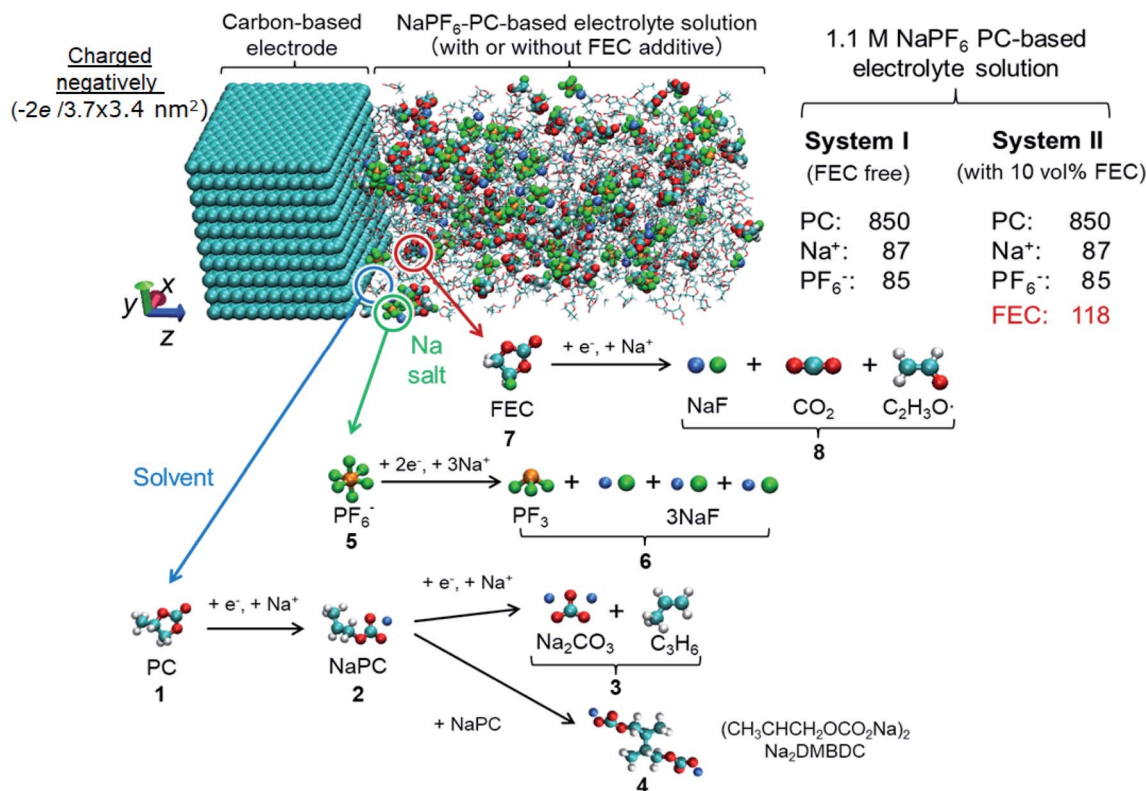 Carbon-based
electrode
NaPF₆-PC-based electrolyte solution
(with or without FEC additive)
Charged
negatively
(-2e /3.7x3.4 nm²)
1.1 M NaPF₆ PC-based
electrolyte solution
System I
(FEC free)
PC: 850
Na⁺: 87
PF₆⁻: 85
System II
(with 10 vol% FEC)
PC: 850
Na⁺: 87
PF₆⁻: 85
FEC: 118
y
x
z
Na
salt
Solvent
FEC
7
+ e⁻, + Na⁺
NaF
+
CO₂
+
C₂H₃O·
8
PF₆⁻
5
+ 2e⁻, + 3Na⁺
PF₃
+
+
+
3NaF
6
PC
1
+ e⁻, + Na⁺
NaPC
2
+ e⁻, + Na⁺
Na₂CO₃
+
C₃H₆
3
+ NaPC
4
(CH₃CHCH₂OCO₂Na)₂
Na₂DMBDC